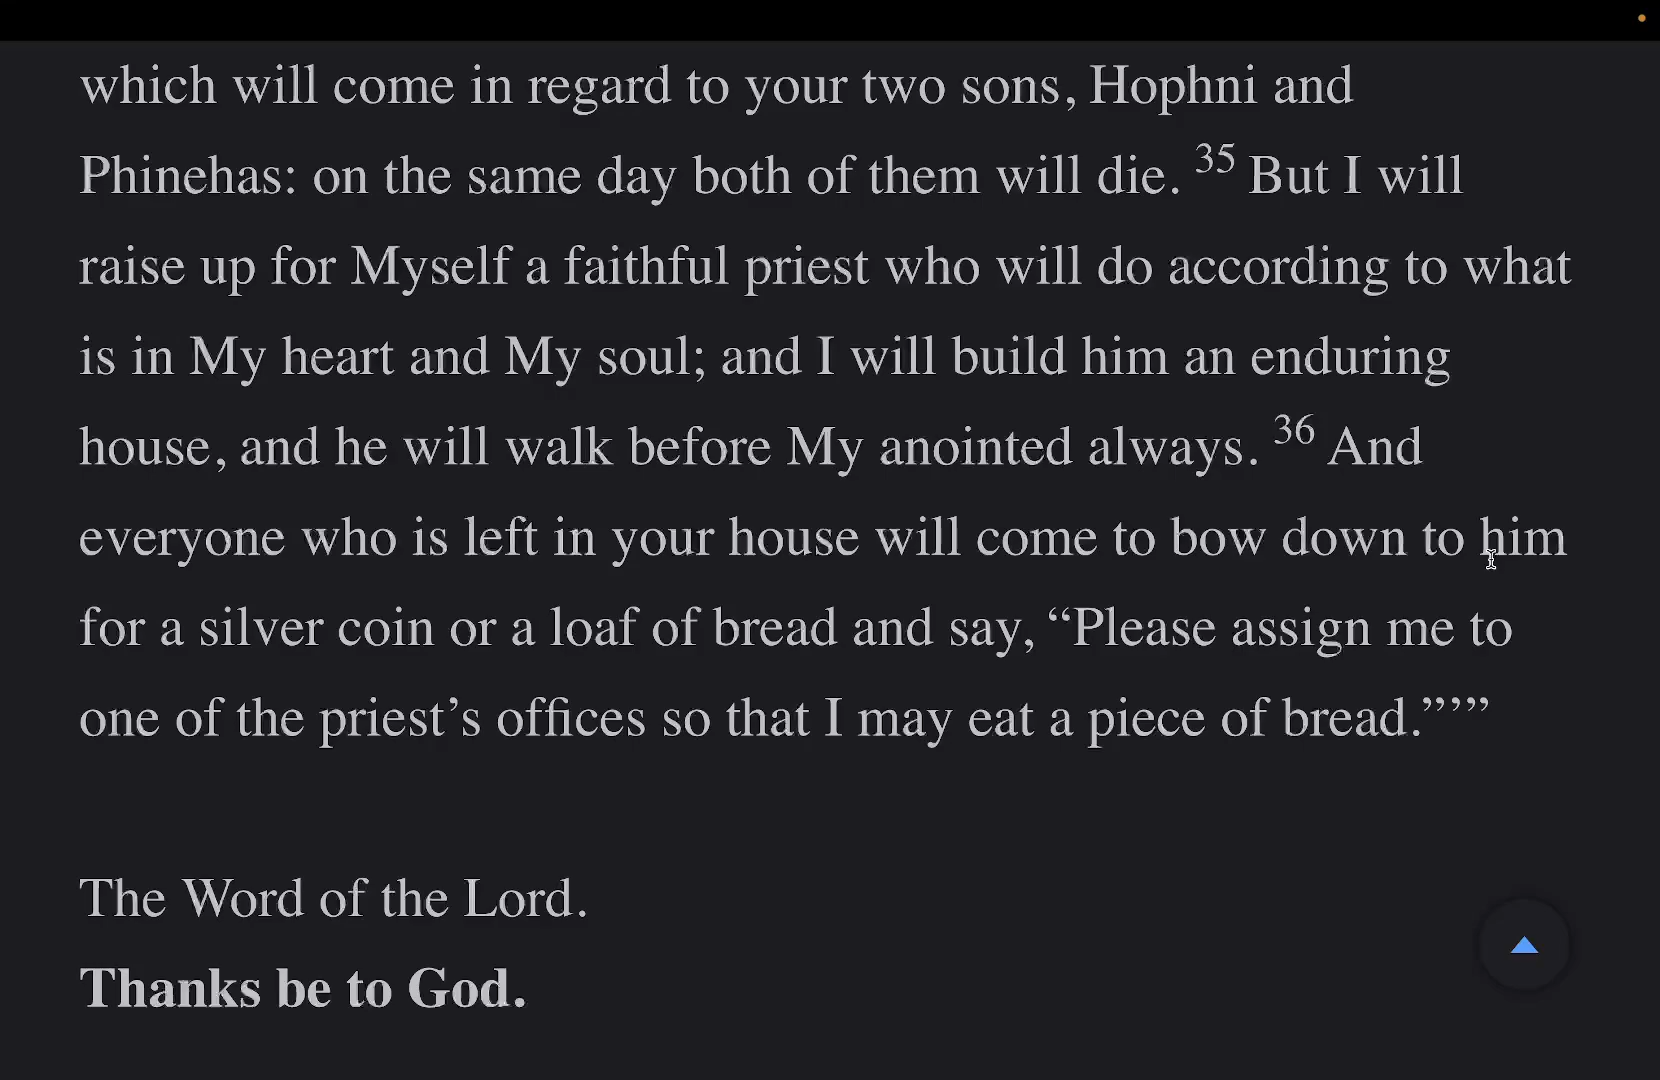 which will come in regard to your two sons, Hophni and
Phinehas: on the same day both of them will die. 35 But I will
raise up for Myself a faithful priest who will do according to what
is in My heart and My soul; and I will build him an enduring
house, and he will walk before My anointed always. 36 And
everyone who is left in your house will come to bow down to him
for a silver coin or a loaf of bread and say, “Please assign me to
one of the priest’s offices so that I may eat a piece of bread.”’”
The Word of the Lord.
Thanks be to God.